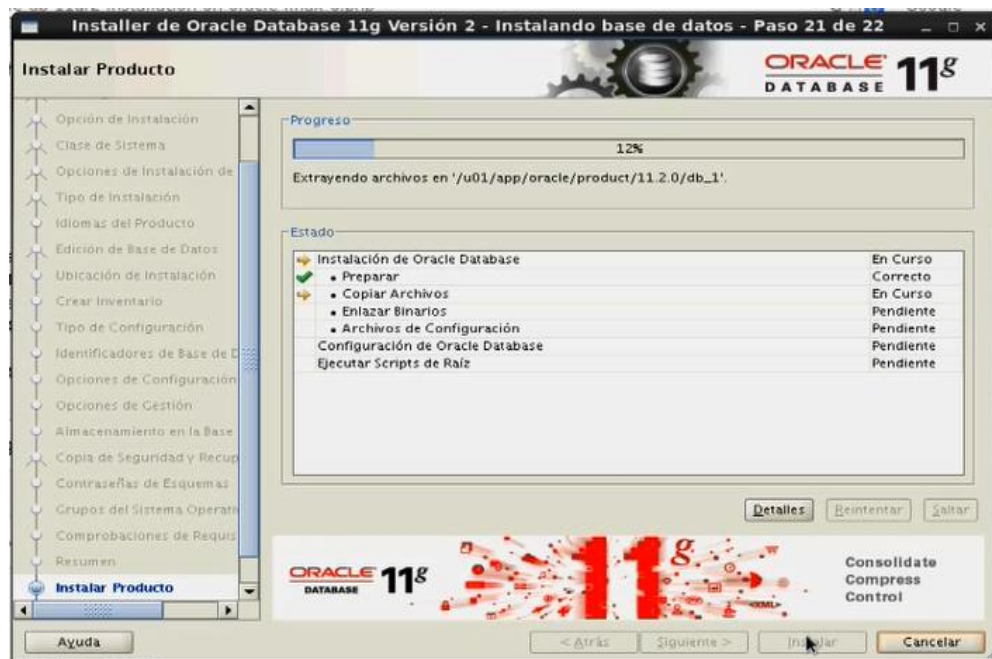 Installer de Oracle Database 11g Versión 2 - Instalando base de datos - Paso 21 de 22
Instalar Producto
ORACLE 11g
DATABASE
Opción de Instalación
Clase de Sistema
Opciones de Instalación de
Tipo de Instalación
Idiomas del Producto
Edición de Base de Datos
Ubicación de Instalación
Crear Inventario
Tipo de Configuración
Identificadores de Base de D
Opciones de Configuración
Opciones de Gestión
Almacenamiento en la Base
Copia de Seguridad y Recup
Contraseñas de Esquemas
Grupos del Sistema Operati
Comprobaciones de Requis
Resumen
Instalar Producto
Progreso
12%
Extrayendo archivos en '/u01/app/oracle/product/11.2.0/db_1'.
Estado
Instalación de Oracle Database En Curso
• Preparar Correcto
• Copiar Archivos En Curso
• Enlazar Binarios Pendiente
• Archivos de Configuración Pendiente
Configuración de Oracle Database Pendiente
Ejecutar Scripts de Raíz Pendiente
Detalles Reintentar Saltar
ORACLE 11g
DATABASE
11g
<XML>
Consolidate
Compress
Control
Ayuda < Atrás Siguiente > Instalar Cancelar